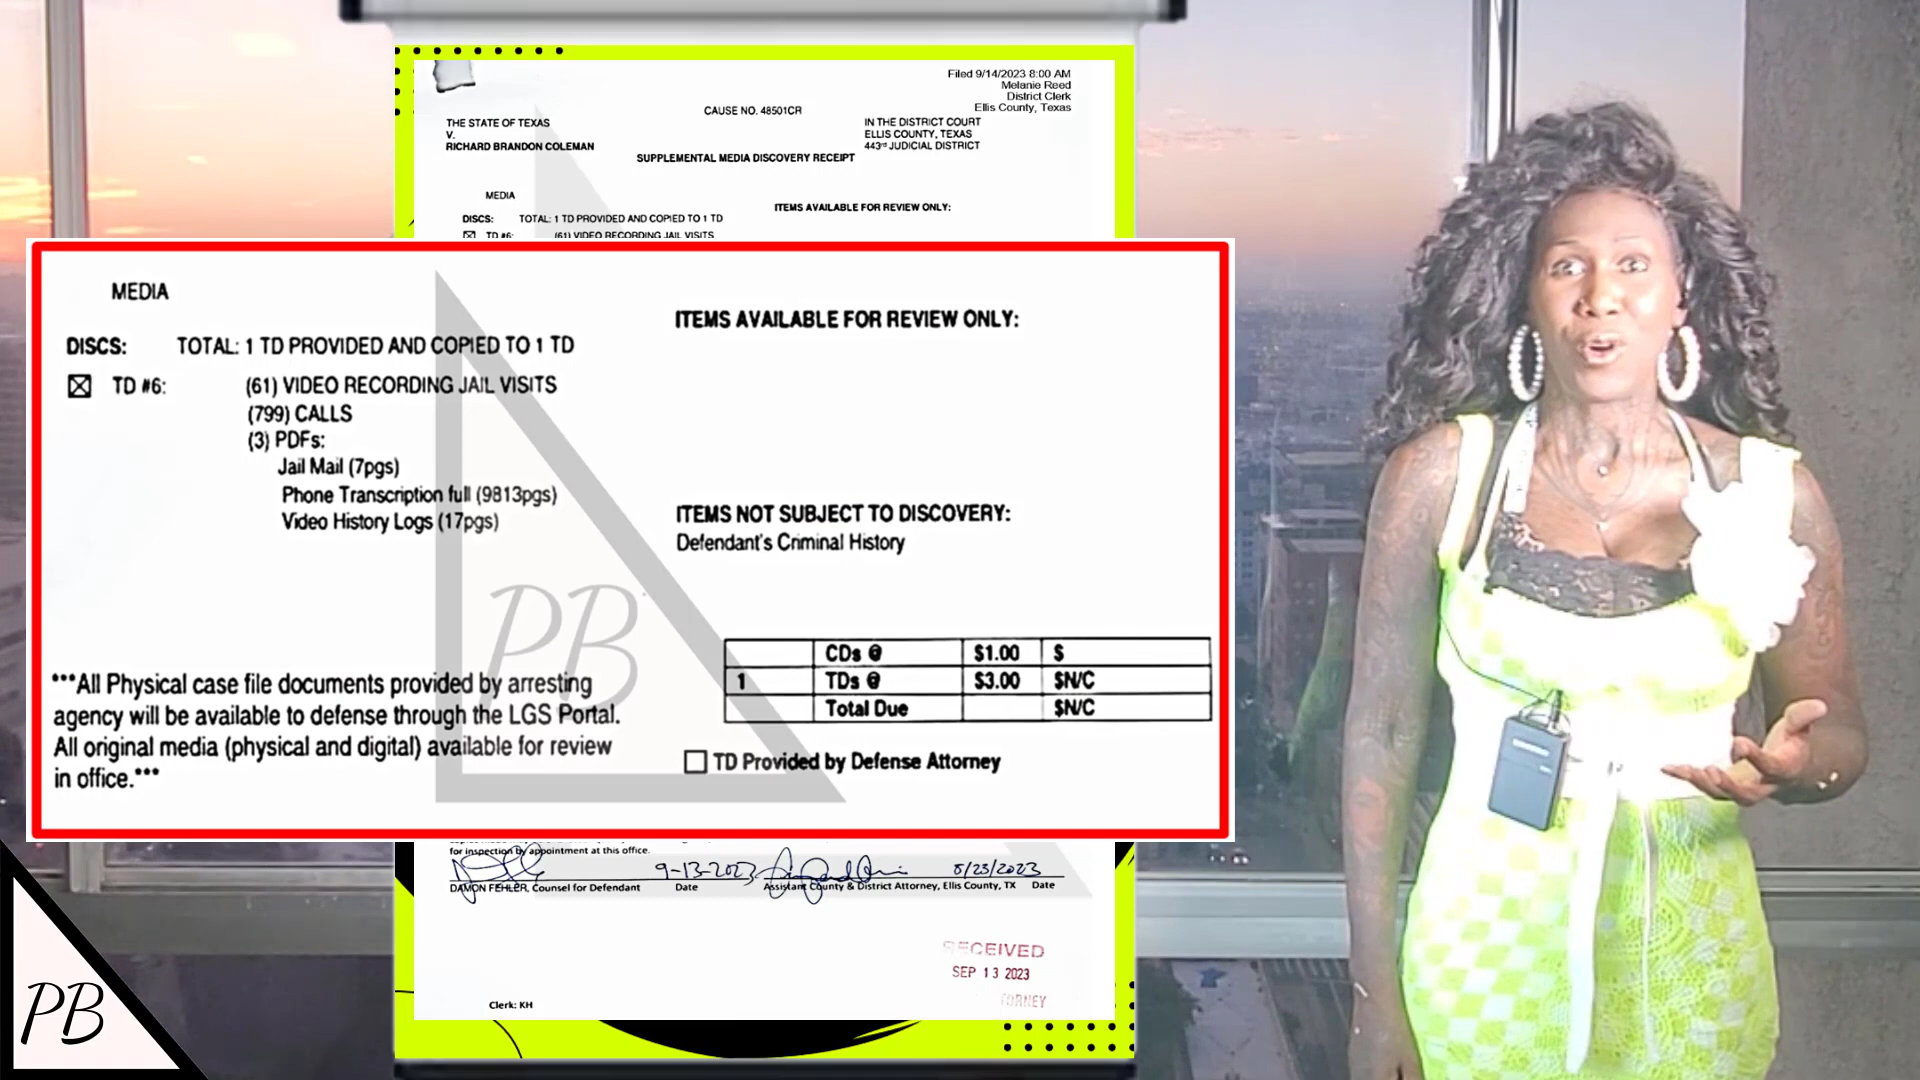 Filed 9/14/2023 8:00 AM
Melanie Reed
District Clerk
Ellis County, Texas
CAUSE NO. 48501CR
THE STATE OF TEXAS
V.
RICHARD BRANDON COLEMAN
IN THE DISTRICT COURT
ELLIS COUNTY, TEXAS
443rd JUDICIAL DISTRICT
SUPPLEMENTAL MEDIA DISCOVERY RECEIPT
MEDIA
ITEMS AVAILABLE FOR REVIEW ONLY:
DISCS: TOTAL: 1 TD PROVIDED AND COPIED TO 1 TD
TD #6: (61) VIDEO RECORDING JAIL VISITS
MEDIA
ITEMS AVAILABLE FOR REVIEW ONLY:
DISCS: TOTAL: 1 TD PROVIDED AND COPIED TO 1 TD
TD #6: (61) VIDEO RECORDING JAIL VISITS
(799) CALLS
(3) PDFs:
Jail Mail (7pgs)
Phone Transcription full (9813pgs)
Video History Logs (17pgs)
ITEMS NOT SUBJECT TO DISCOVERY:
Defendant's Criminal History
PB
CDs @ $1.00 $
1 TDs @ $3.00 $N/C
Total Due $N/C
***All Physical case file documents provided by arresting
agency will be available to defense through the LGS Portal.
All original media (physical and digital) available for review
in office.***
TD Provided by Defense Attorney
for inspection by appointment at this office.
9-13-2023
8/23/2023
DAMON FEHLER, Counsel for Defendant Date
Assistant County & District Attorney, Ellis County, TX Date
RECEIVED
SEP 13 2023
Clerk: KH
PB